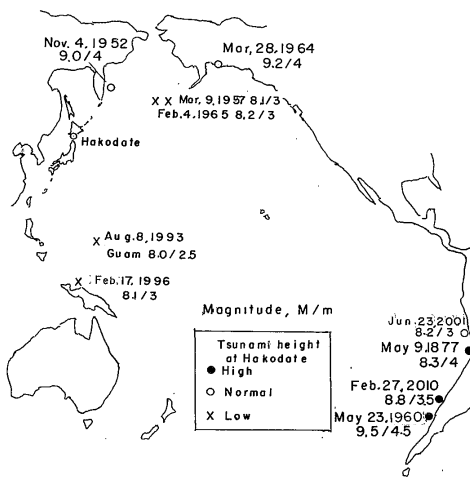 Nov. 4, 1952
9.0/4
Mar, 28, 1964
9.2/4
X X Mar, 9, 1957 8.1/3
Feb. 4, 1965 8.2/3
Hakodate
X Aug. 8, 1993
Guam 8.0/2.5
X Feb. 17, 1996
8.1/3
Magnitude, M/m
Tsunami height
at Hakodate
High
Normal
X Low
Jun. 23, 2001
8.2/3
May 9, 1877
8.3/4
Feb. 27, 2010
8.8/3.5
May 23, 1960
9.5/4.5